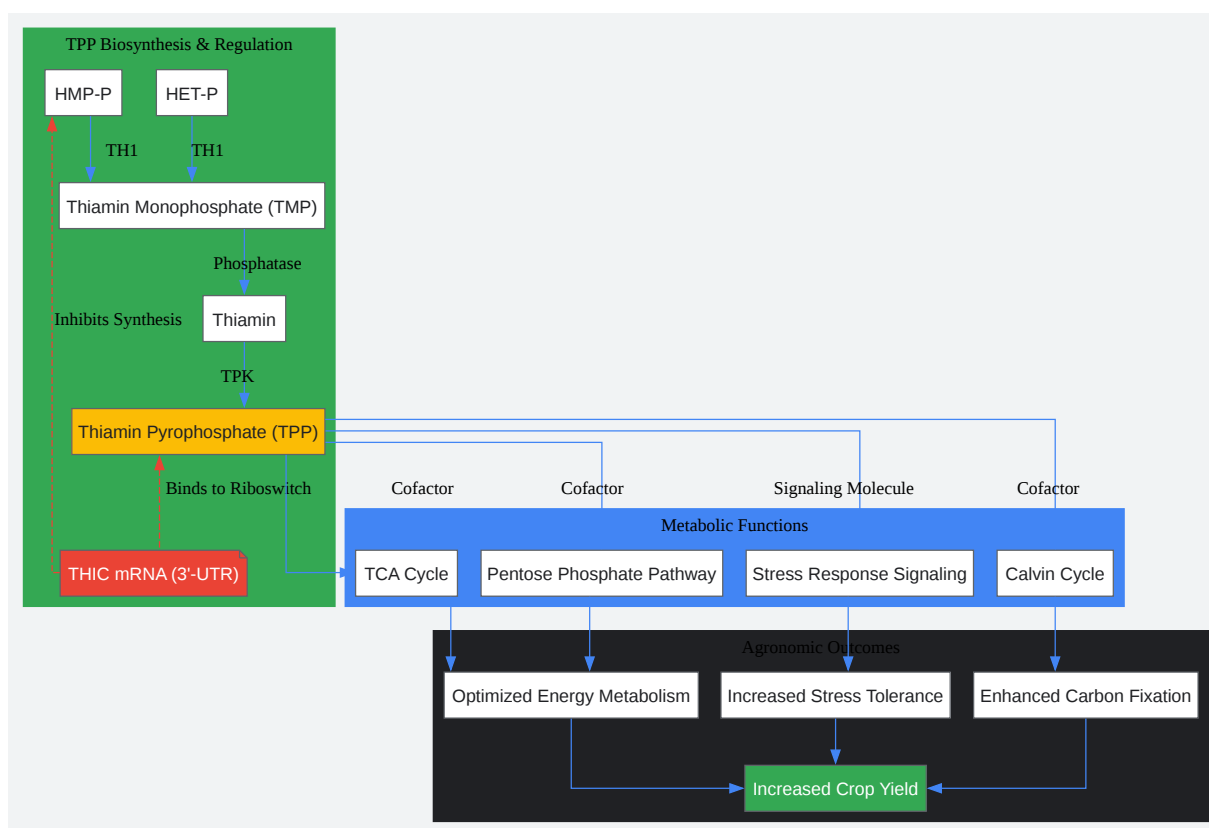 TPP Biosynthesis & Regulation
HMP-P
HET-P
TH1
TH1
Thiamin Monophosphate (TMP)
Phosphatase
Thiamin
Inhibits Synthesis
TPK
Thiamin Pyrophosphate (TPP)
Binds to Riboswitch
THIC mRNA (3'-UTR)
Cofactor
Cofactor
Signaling Molecule
Cofactor
Metabolic Functions
TCA Cycle
Pentose Phosphate Pathway
Stress Response Signaling
Calvin Cycle
Agronomic Outcomes
Optimized Energy Metabolism
Increased Stress Tolerance
Enhanced Carbon Fixation
Increased Crop Yield